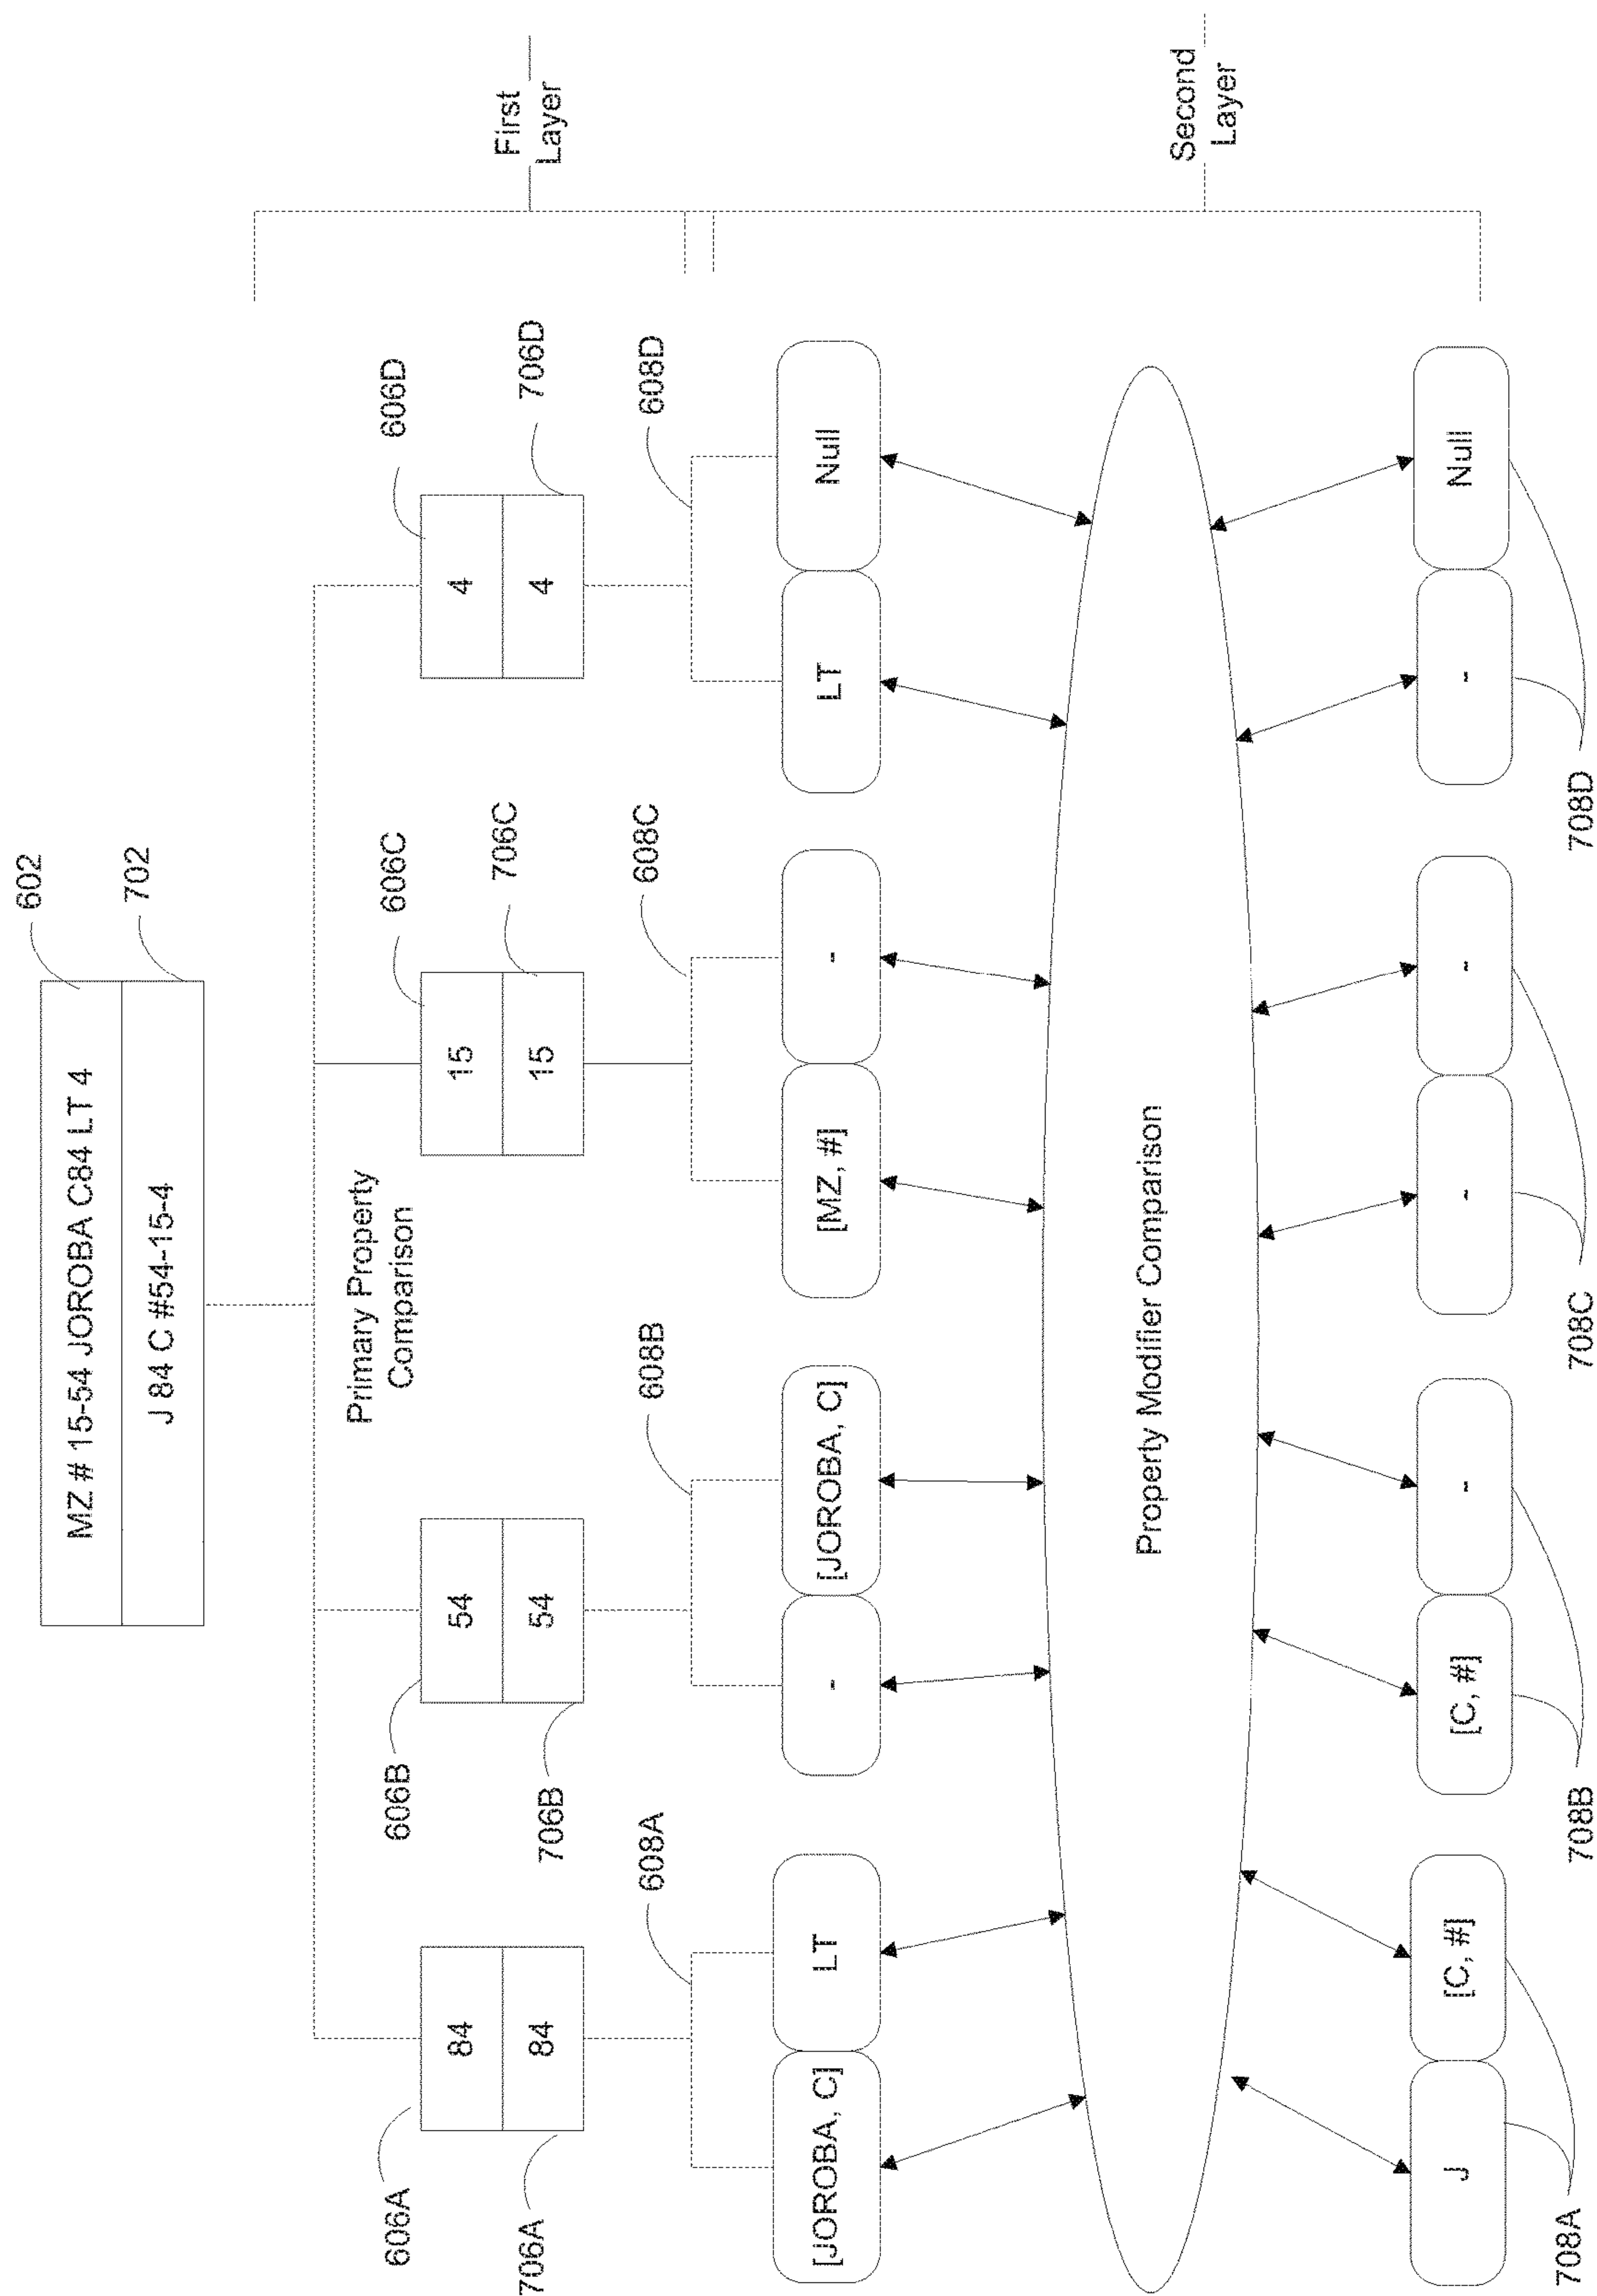 602
MZ # 15-54 JOROBA C84 LT 4
J 84 C #54-15-4
702
Primary Property
Comparison
First
Layer
606A
84
84
706A
606B
54
54
706B
606C
15
15
706C
606D
4
4
706D
608A
608B
608C
608D
[JOROBA, C]
LT
-
[JOROBA, C]
[MZ, #]
-
LT
Null
Property Modifier Comparison
Second
Layer
J
[C, #]
[C, #]
-
-
-
-
Null
708A
708B
708C
708D